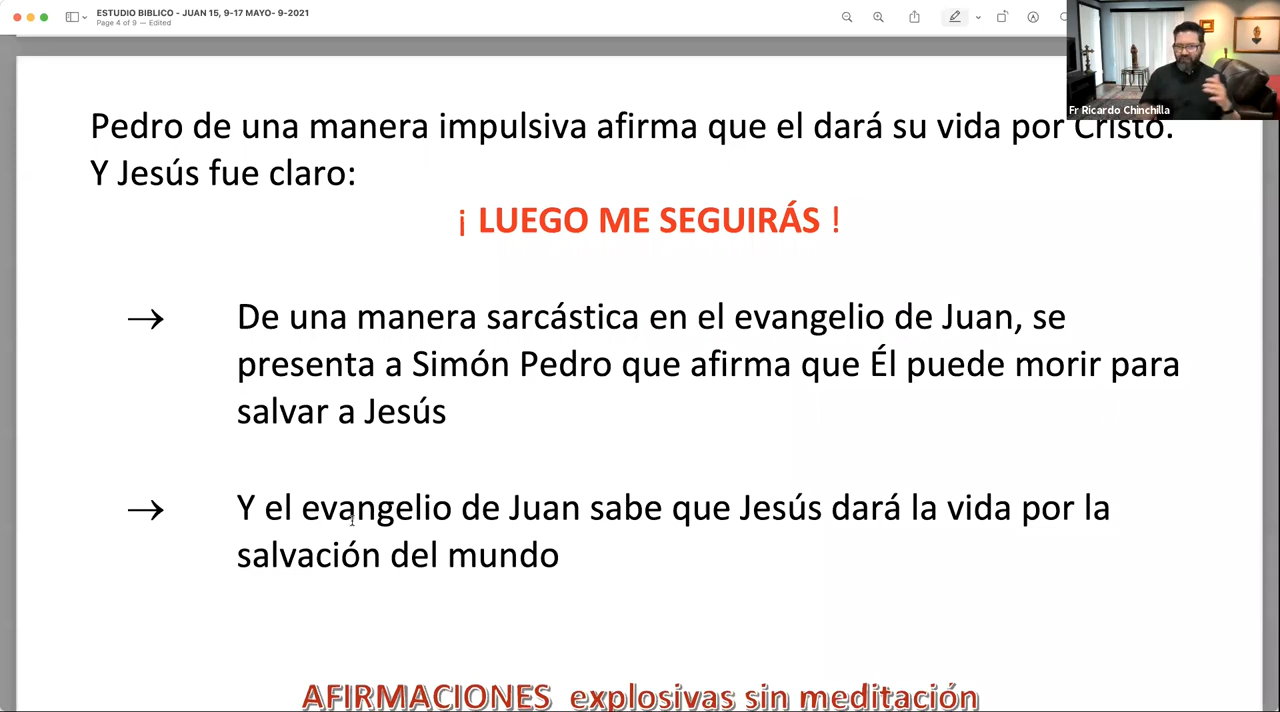 ESTUDIO BIBLICO - JUAN 15, 9-17 MAYO- 9-2021
Page 4 of 9 — Edited
Fr Ricardo Chinchilla
Pedro de una manera impulsiva afirma que el dará su vida por Cristo.
Y Jesús fue claro:
¡ LUEGO ME SEGUIRÁS !
→ De una manera sarcástica en el evangelio de Juan, se
presenta a Simón Pedro que afirma que Él puede morir para
salvar a Jesús
→ Y el evangelio de Juan sabe que Jesús dará la vida por la
salvación del mundo
AFIRMACIONES explosivas sin meditación